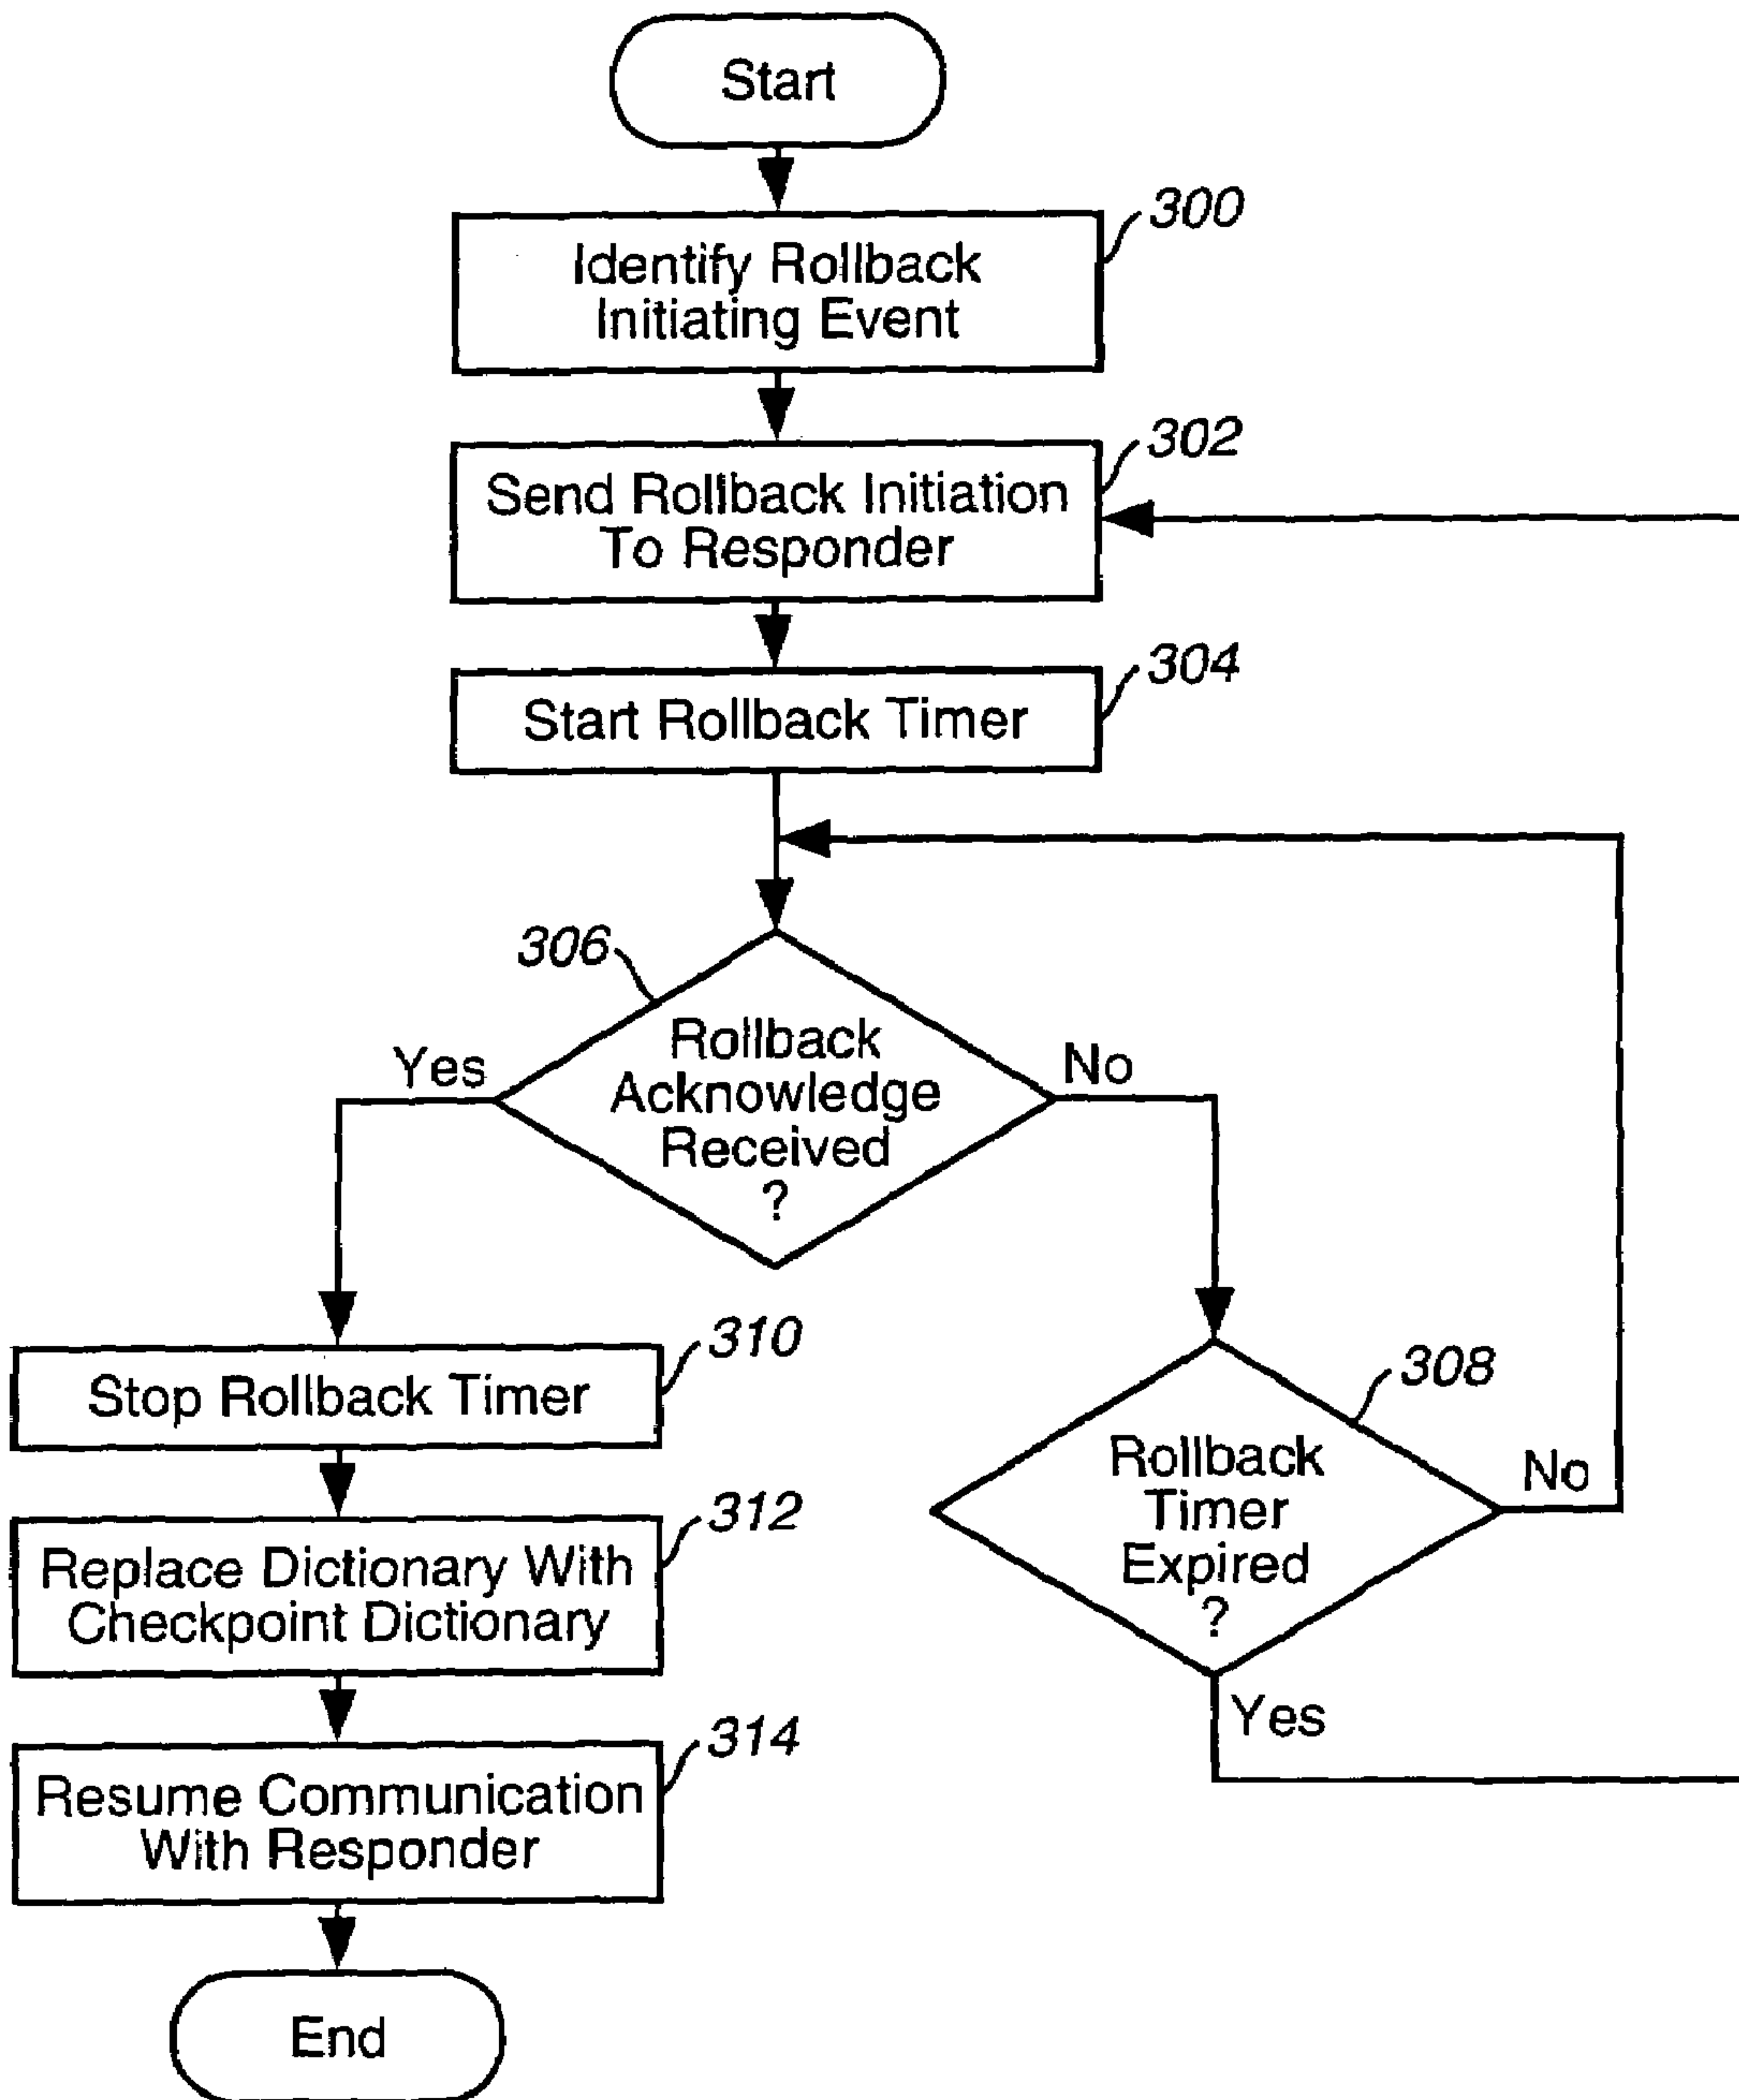 Start
300
Identify Rollback
Initiating Event
302
Send Rollback Initiation
To Responder
304
Start Rollback Timer
306
Rollback
Acknowledge
Received
?
Yes
No
310
Stop Rollback Timer
308
Rollback
Timer
Expired
?
No
Yes
312
Replace Dictionary With
Checkpoint Dictionary
314
Resume Communication
With Responder
End